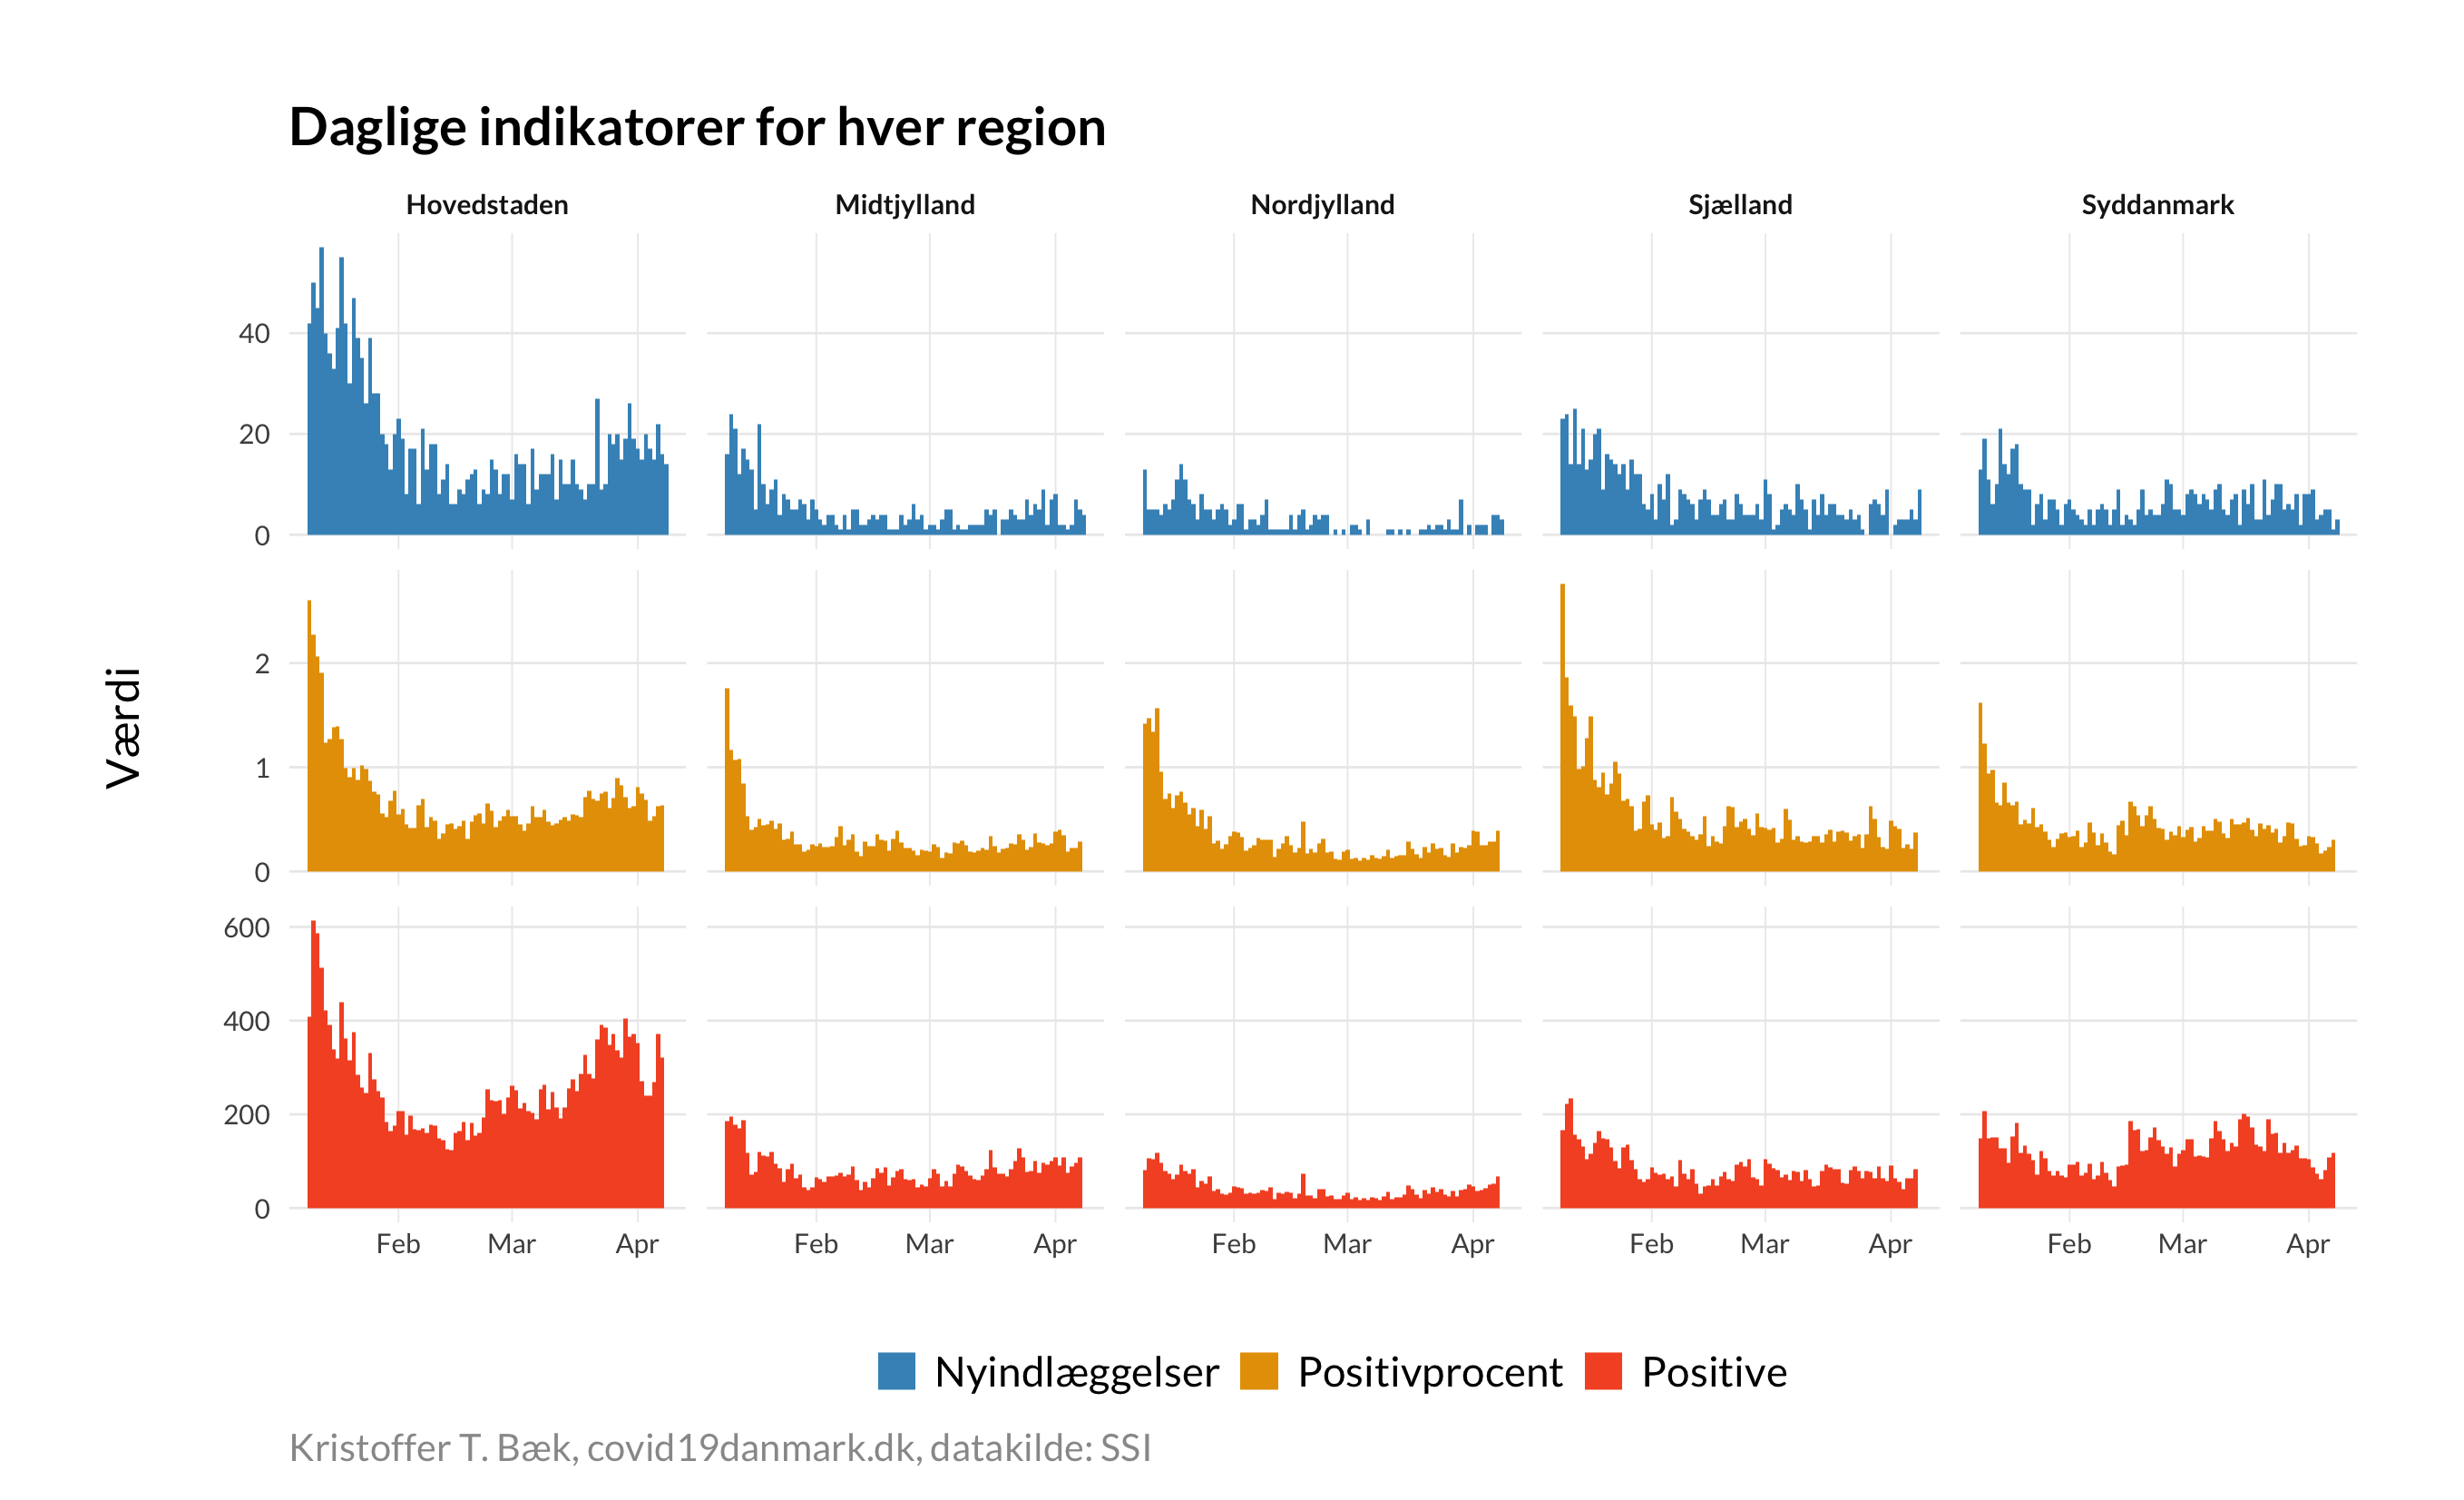 Daglige indikatorer for hver region
Hovedstaden Midtjylland Nordjylland Sjælland Syddanmark
40
20
0
2
1
0
600
400
200
0
Værdi
Feb Mar Apr Feb Mar Apr Feb Mar Apr Feb Mar Apr Feb Mar Apr
Nyindlæggelser Positivprocent Positive
Kristoffer T. Bæk, covid19danmark.dk, datakilde: SSI